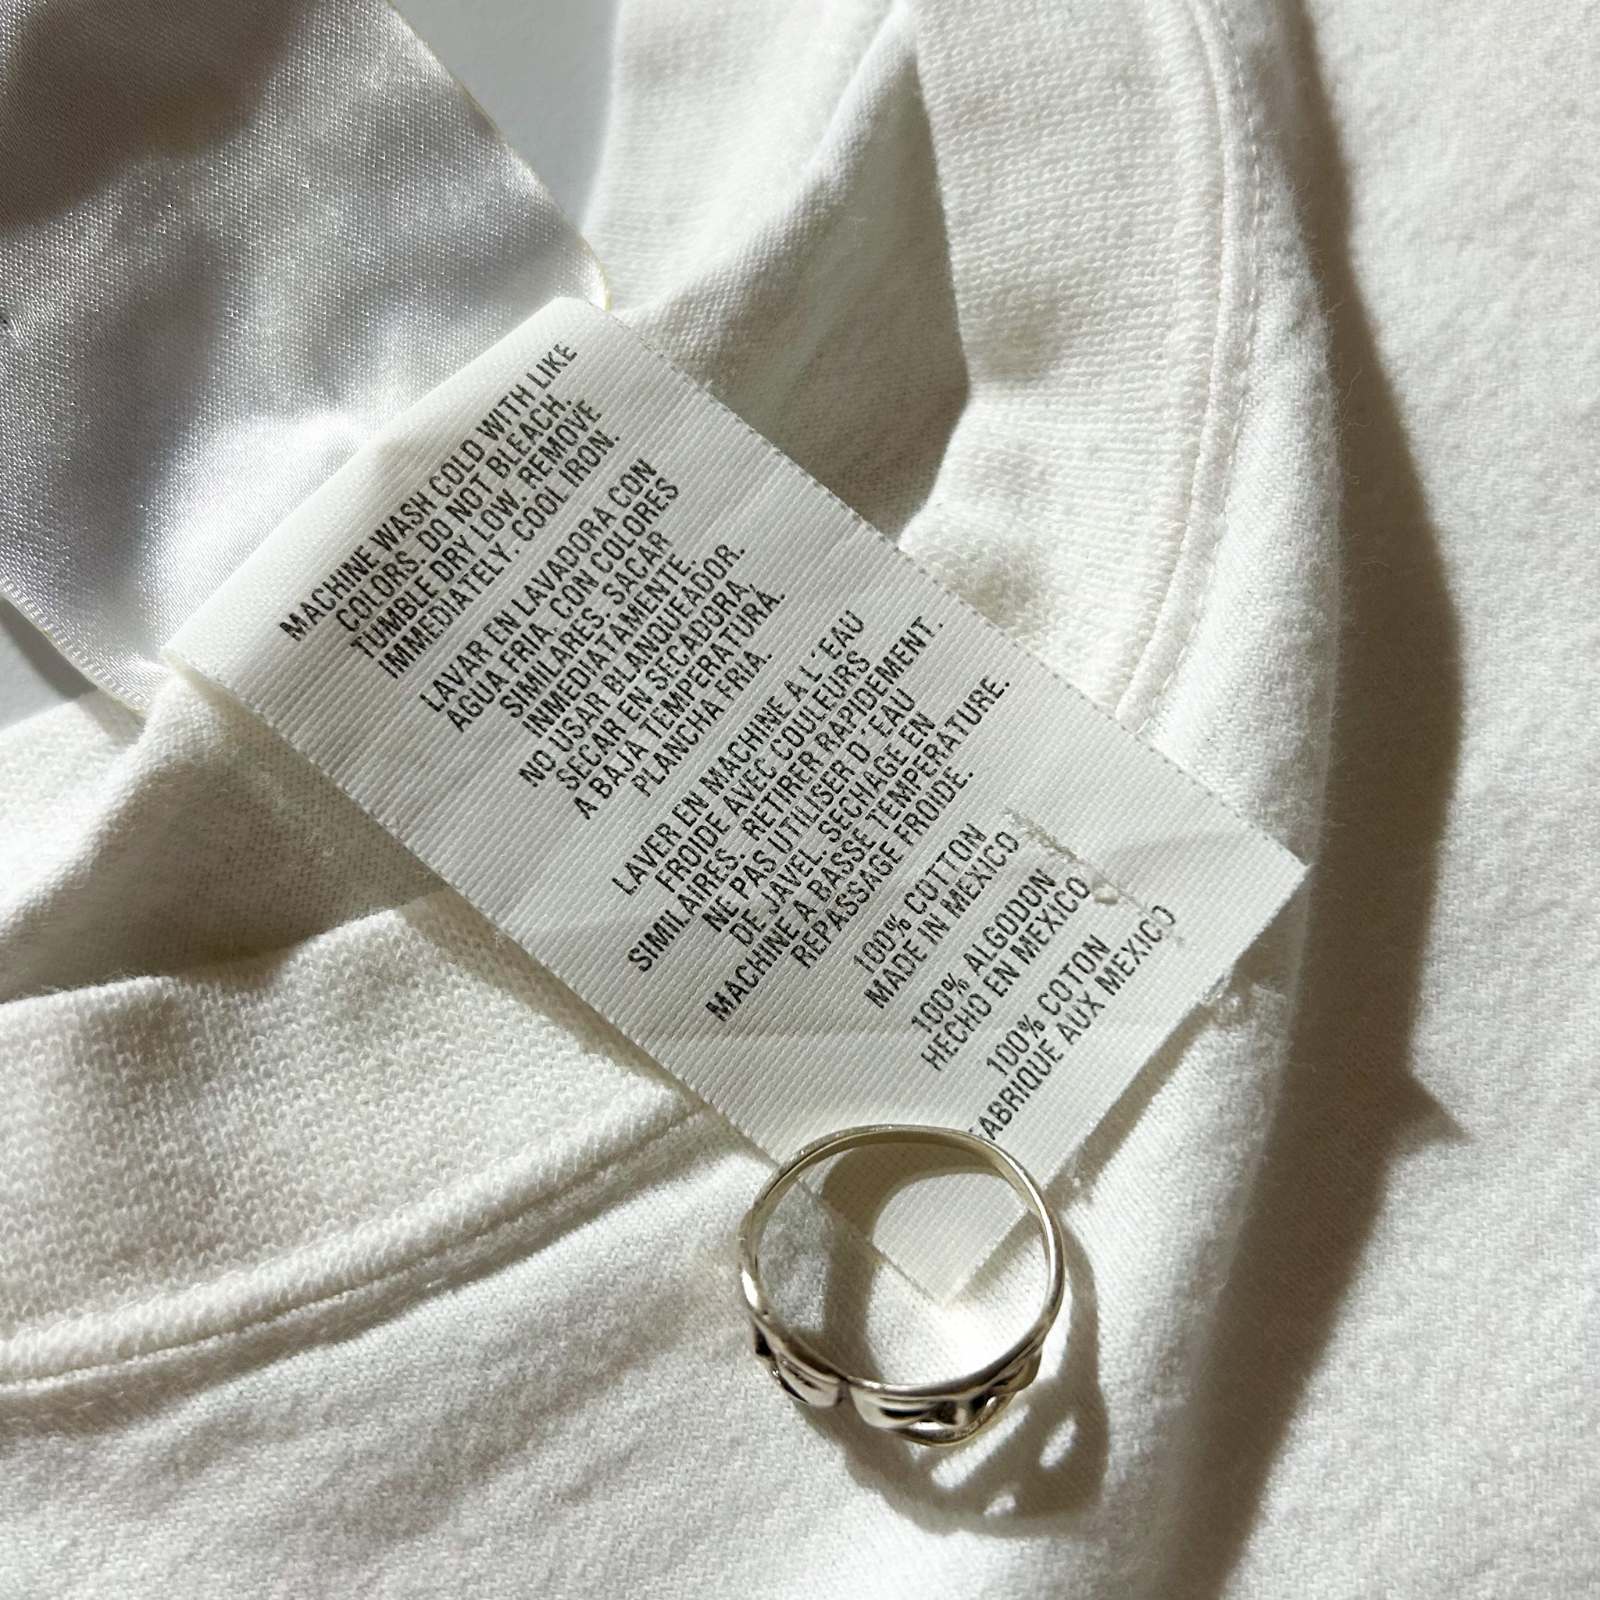 MACHINE WASH COLD WITH LIKE
COLORS. DO NOT BLEACH.
TUMBLE DRY LOW. REMOVE
IMMEDIATELY. COOL IRON.
LAVAR EN LAVADORA CON
AGUA FRIA. CON COLORES
SIMILARES. SACAR
INMEDIATAMENTE.
NO USAR BLANQUEADOR.
SECAR EN SECADORA,
A BAJA TEMPERATURA.
PLANCHA FRIA.
LAVER EN MACHINE A L´EAU
FROIDE AVEC COULEURS
SIMILAIRES. RETIRER RAPIDEMENT.
NE PAS UTILISER D´EAU
DE JAVEL. SECHAGE EN
MACHINE A BASSE TEMPERATURE.
REPASSAGE FROIDE.
100% COTTON
MADE IN MEXICO
100% ALGODON
HECHO EN MEXICO
100% COTON
FABRIQUE AUX MEXICO